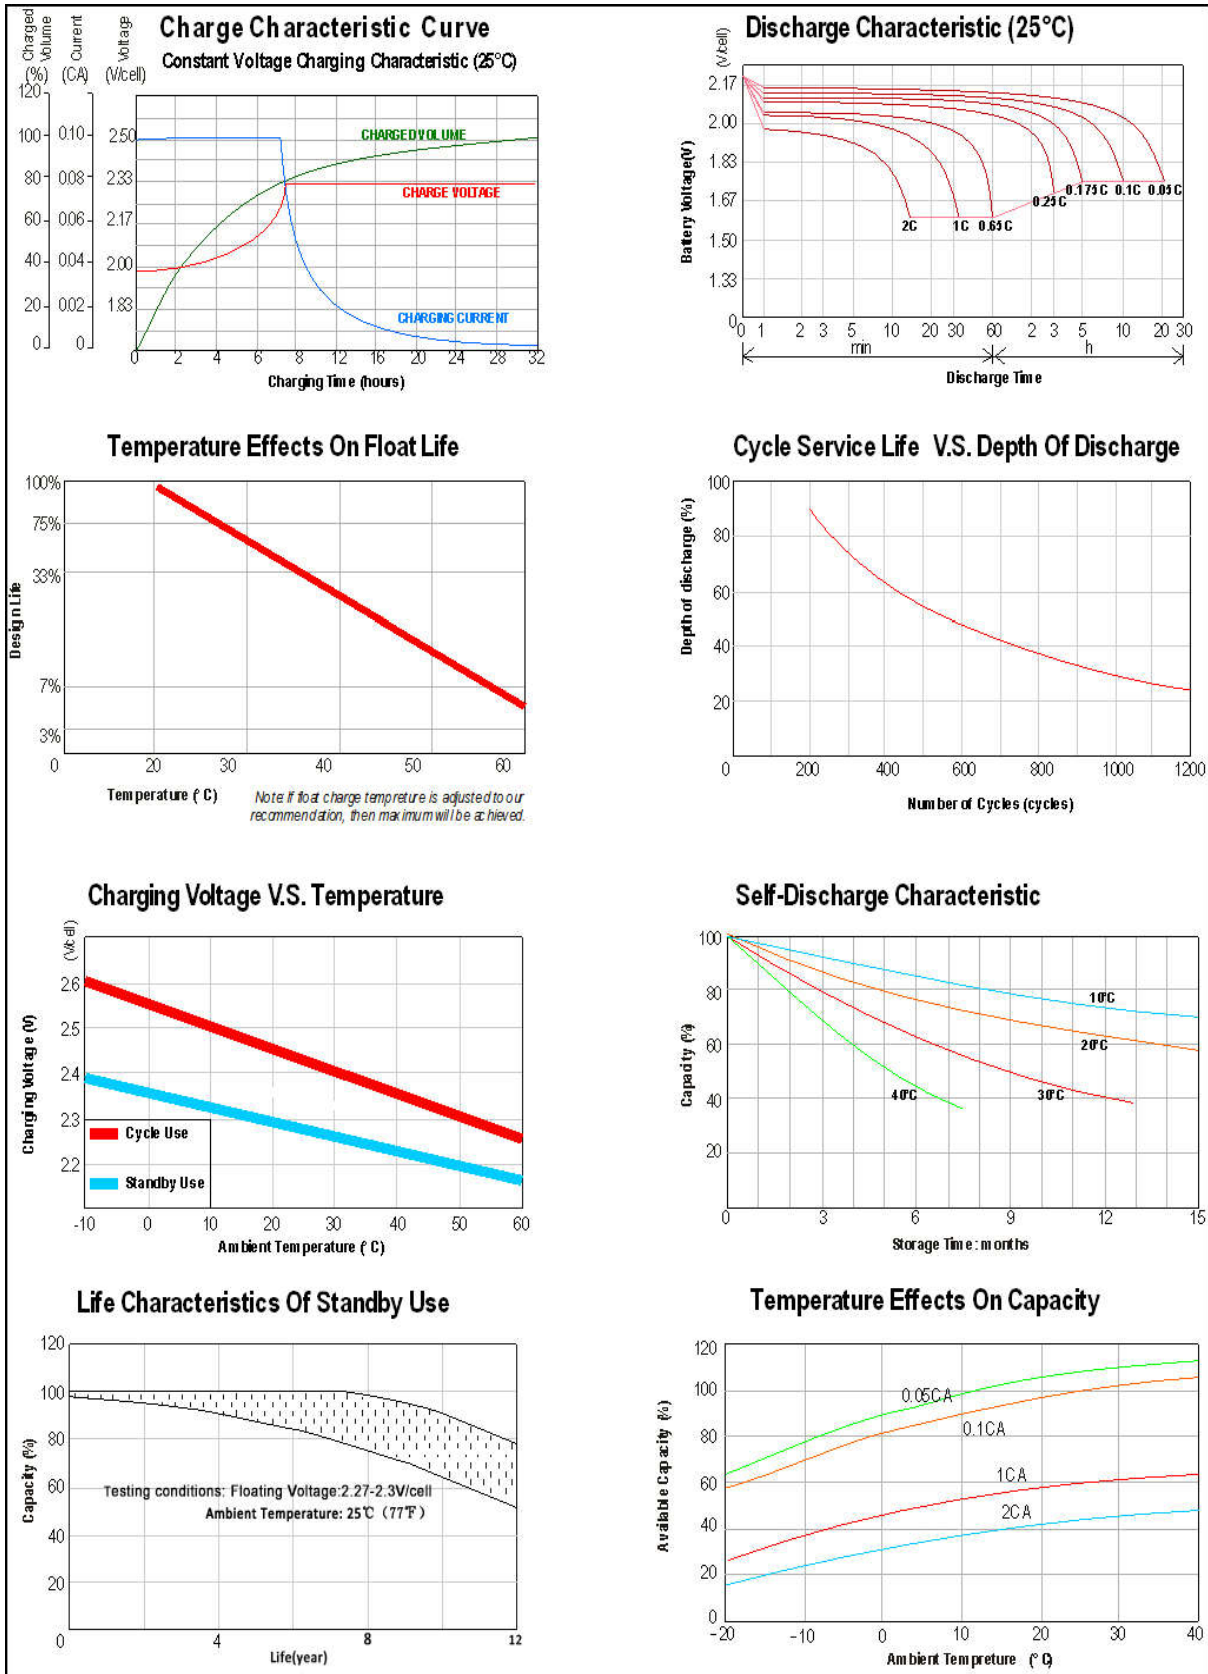 Charge Characteristic Curve
Constant Voltage Charging Characteristic (25°C)
Charged Volume (%)
Current (CA)
Voltage (V/cell)
120
100 0.10 2.50
80 0.08 2.33
60 0.06 2.17
40 0.04 2.00
20 0.02 1.83
0 0
CHARGED VOLUME
CHARGE VOLTAGE
CHARGING CURRENT
0 2 4 6 8 12 16 20 24 28 32
Charging Time (hours)
Discharge Characteristic (25°C)
(V/cell)
Battery Voltage(V)
2.17
2.00
1.83
1.67
1.50
1.33
0
2C 1C 0.65C 0.25C 0.175C 0.1C 0.05C
0 1 2 3 5 10 20 30 60 2 3 5 10 20 30
min h
Discharge Time
Temperature Effects On Float Life
Design Life
100%
75%
33%
7%
3%
0 20 30 40 50 60
Temperature (°C)
Note: If float charge tempreture is adjusted to our
recommendation, then maximum will be achieved.
Cycle Service Life V.S. Depth Of Discharge
Depth of discharge (%)
100
80
60
40
20
0 200 400 600 800 1000 1200
Number of Cycles (cycles)
Charging Voltage V.S. Temperature
(V/cell)
Charging Voltage (V)
2.6
2.5
2.4
2.3
2.2
Cycle Use
Standby Use
-10 0 10 20 30 40 50 60
Ambient Temperature (°C)
Self-Discharge Characteristic
Capacity (%)
100
80
60
40
20
10°C
20°C
30°C
40°C
0 3 6 9 12 15
Storage Time: months
Life Characteristics Of Standby Use
Capacity (%)
120
100
80
60
40
20
Testing conditions: Floating Voltage:2.27-2.3V/cell
Ambient Temperature: 25℃ (77℉)
0 4 8 12
Life(year)
Temperature Effects On Capacity
Available Capacity (%)
120
100
80
60
40
20
0
0.05CA
0.1CA
1CA
2CA
-20 -10 0 10 20 30 40
Ambient Tempreture (°C)